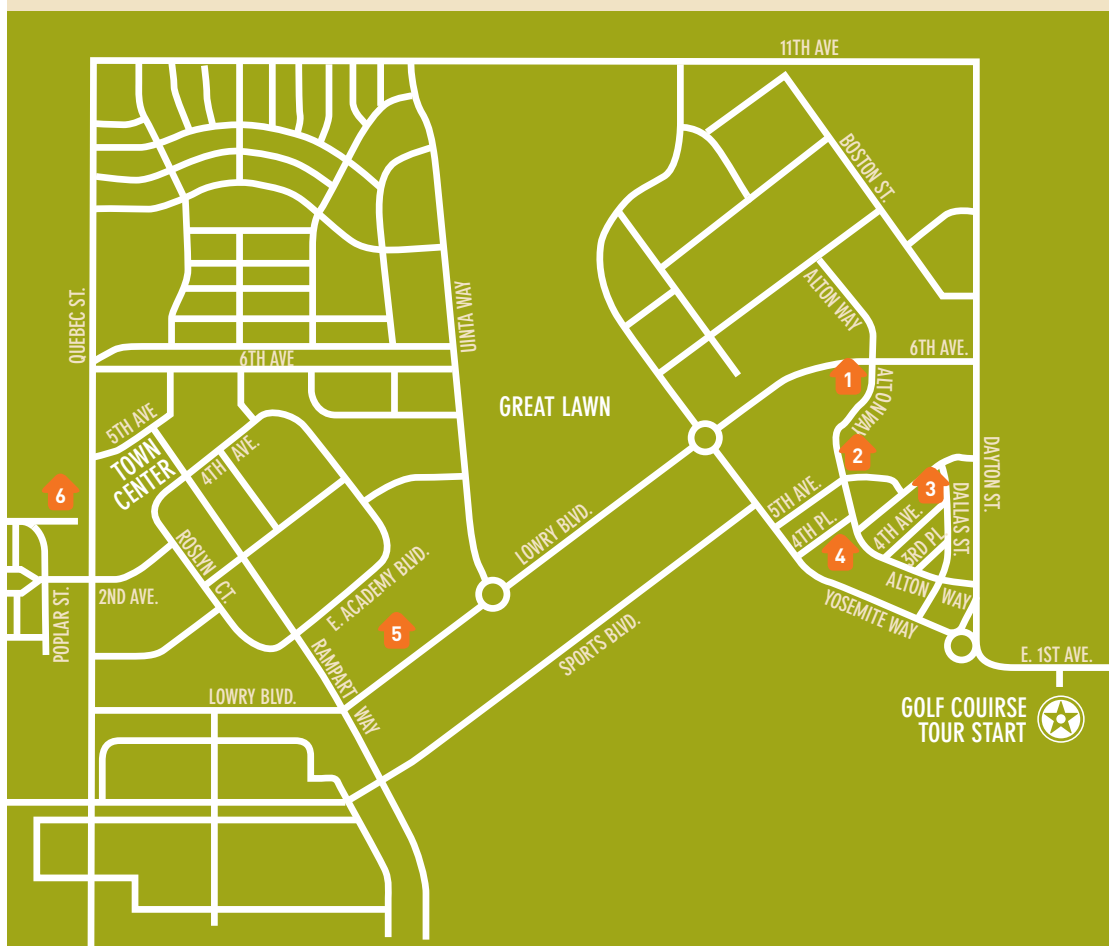 11TH AVE
BOSTON ST.
QUEBEC ST.
UINTA WAY
ALTON WAY
6TH AVE
6TH AVE.
1
ALTON WAY
GREAT LAWN
5TH AVE
TOWN
CENTER
4TH AVE.
6
2
3
DAYTON ST.
5TH AVE.
4TH PL.
4TH AVE.
3RD PL.
DALLAS ST.
4
LOWRY BLVD.
ROSLYN CT.
E. ACADEMY BLVD.
2ND AVE.
POPLAR ST.
ALTON WAY
YOSEMITE WAY
5
SPORTS BLVD.
RAMPART WAY
LOWRY BLVD.
E. 1ST AVE.
GOLF COUIRSE
TOUR START